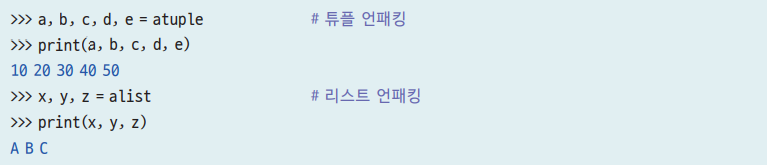 >>> a, b, c, d, e = atuple # 튜플 언패킹
>>> print(a, b, c, d, e)
10 20 30 40 50
>>> x, y, z = alist # 리스트 언패킹
>>> print(x, y, z)
A B C